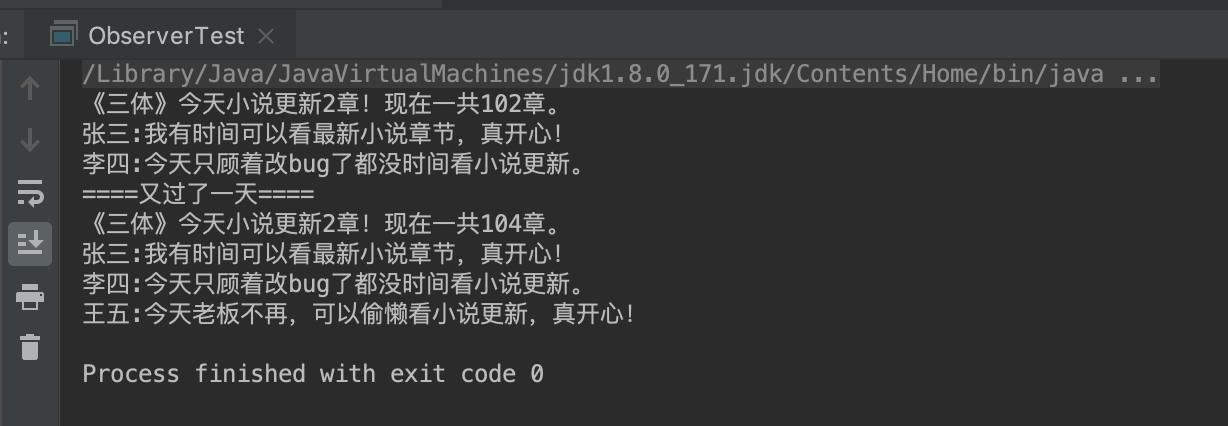 :
ObserverTest ×
/Library/Java/JavaVirtualMachines/jdk1.8.0_171.jdk/Contents/Home/bin/java ...
《三体》今天小说更新2章！现在一共102章。
张三:我有时间可以看最新小说章节，真开心！
李四:今天只顾着改bug了都没时间看小说更新。
====又过了一天====
《三体》今天小说更新2章！现在一共104章。
张三:我有时间可以看最新小说章节，真开心！
李四:今天只顾着改bug了都没时间看小说更新。
王五:今天老板不再，可以偷懒看小说更新，真开心！
Process finished with exit code 0